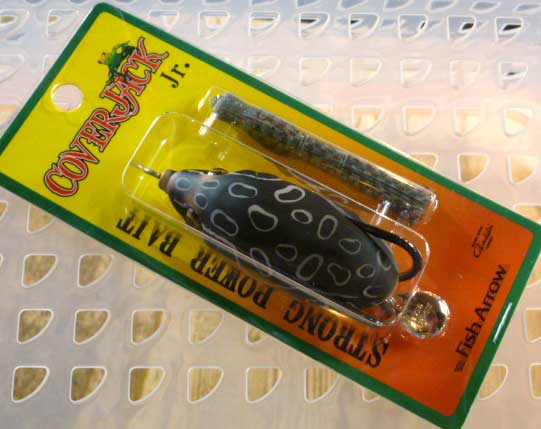 COVERJACK
Jr.
STRONG POWER BAIT
Fish ARROW